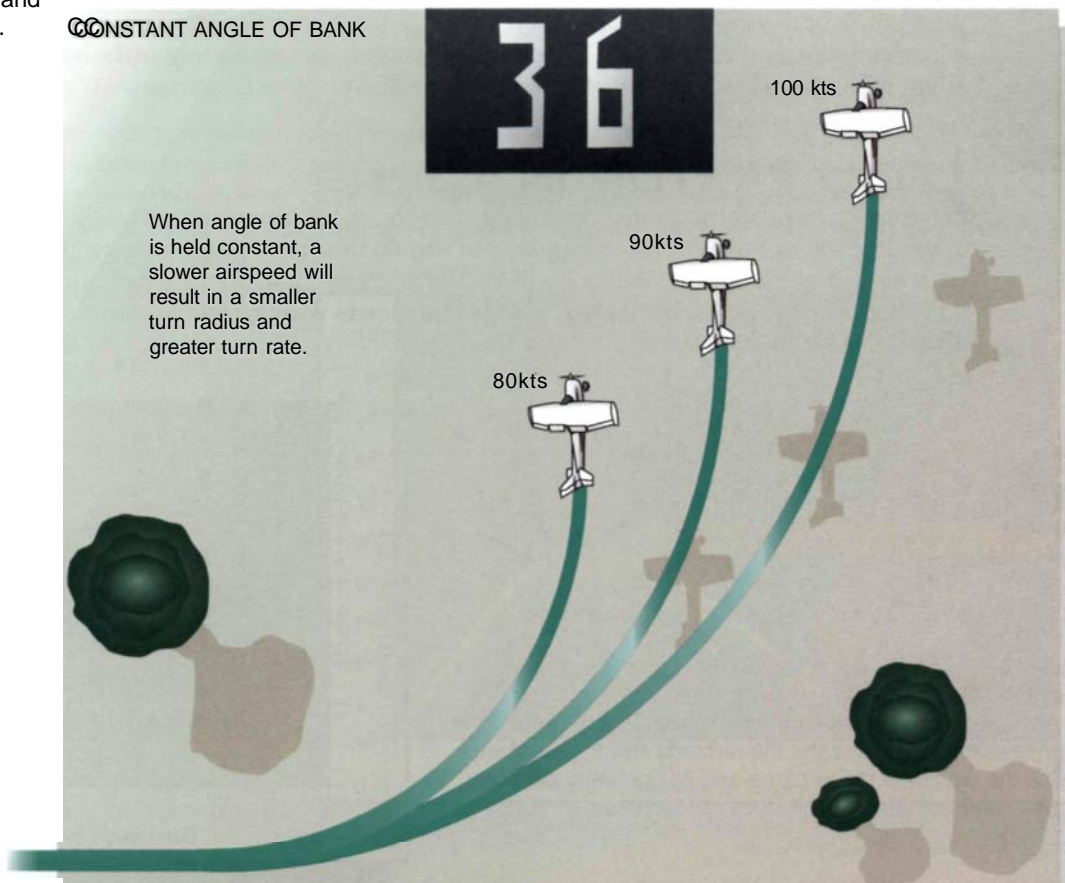 and
.
CONSTANT ANGLE OF BANK
36
100 kts
When angle of bank
is held constant, a
slower airspeed will
result in a smaller
turn radius and
greater turn rate.
90kts
80kts